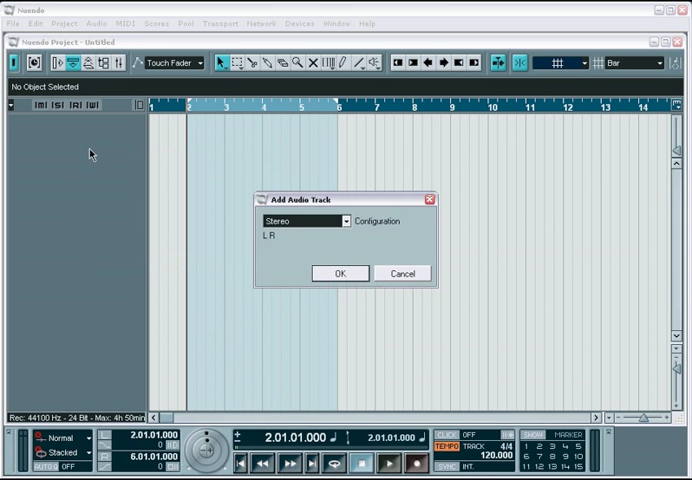 Nuendo
File Edit Project Audio MIDI Scores Pool Transport Network Devices Window Help
Nuendo Project - Untitled
Touch Fader
Bar
No Object Selected
1 2 3 4 5 6 7 8 9 10 11 12 13 14
Add Audio Track
Stereo Configuration
L R
OK Cancel
Rec: 44100 Hz - 24 Bit - Max: 4h 50min
Normal
Stacked
AUTO Q OFF
L 2.01.01.000
0
R 6.01.01.000
0
2.01.01.000 2.01.01.000
CLICK OFF
TEMPO TRACK 4/4
120.000
SYNC INT.
SHOW MARKER
1 2 3 4 5
6 7 8 9 10
11 12 13 14 15